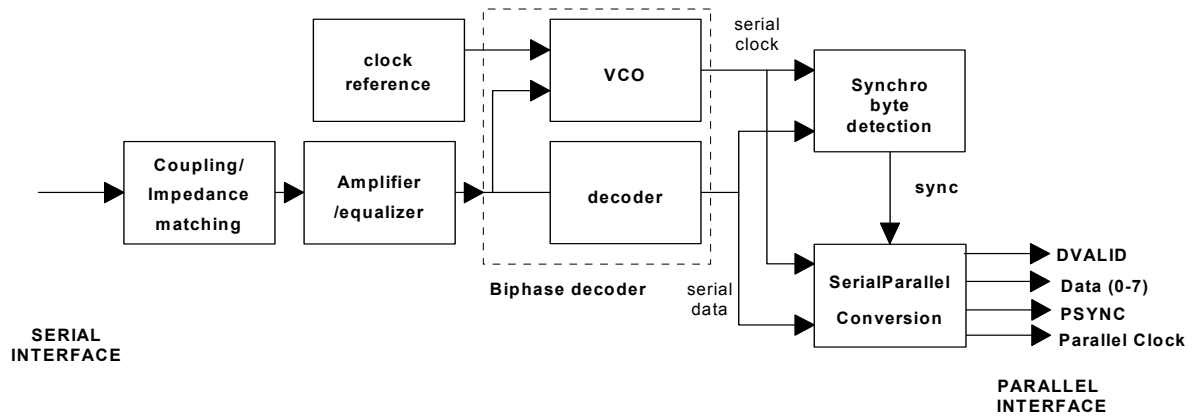 clock
reference
VCO
serial
clock
Synchro
byte
detection
Coupling/
Impedance
matching
Amplifier
/equalizer
decoder
sync
Biphase decoder
serial
data
SerialParallel
Conversion
DVALID
Data (0-7)
PSYNC
Parallel Clock
SERIAL
INTERFACE
PARALLEL
INTERFACE